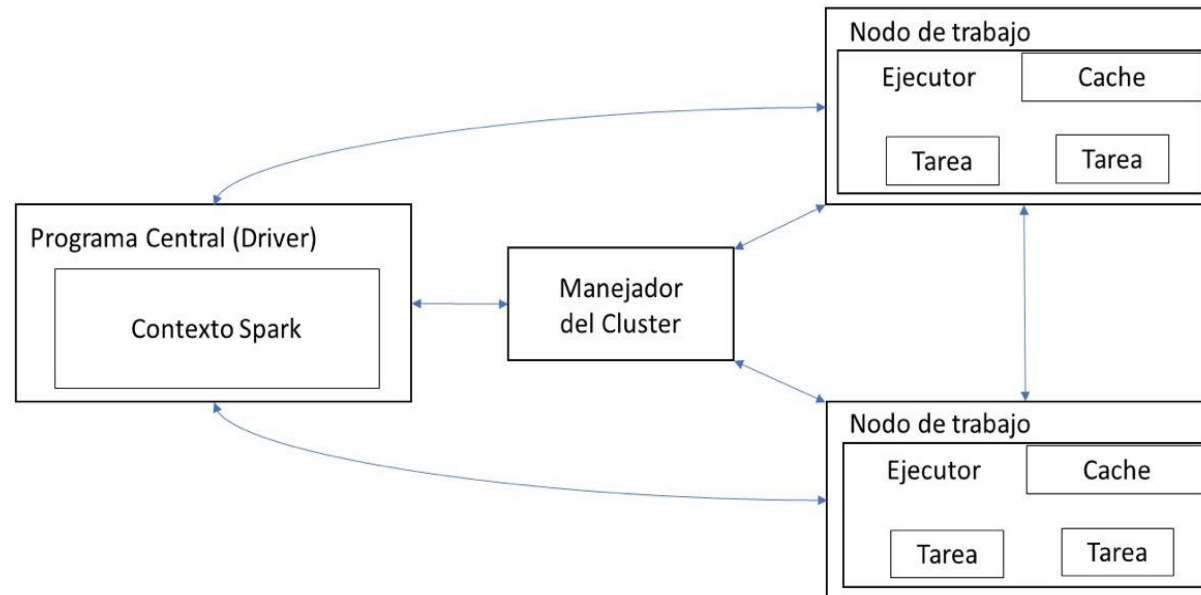 Nodo de trabajo
Ejecutor
Cache
Tarea
Tarea
Programa Central (Driver)
Contexto Spark
Manejador
del Cluster
Nodo de trabajo
Ejecutor
Cache
Tarea
Tarea